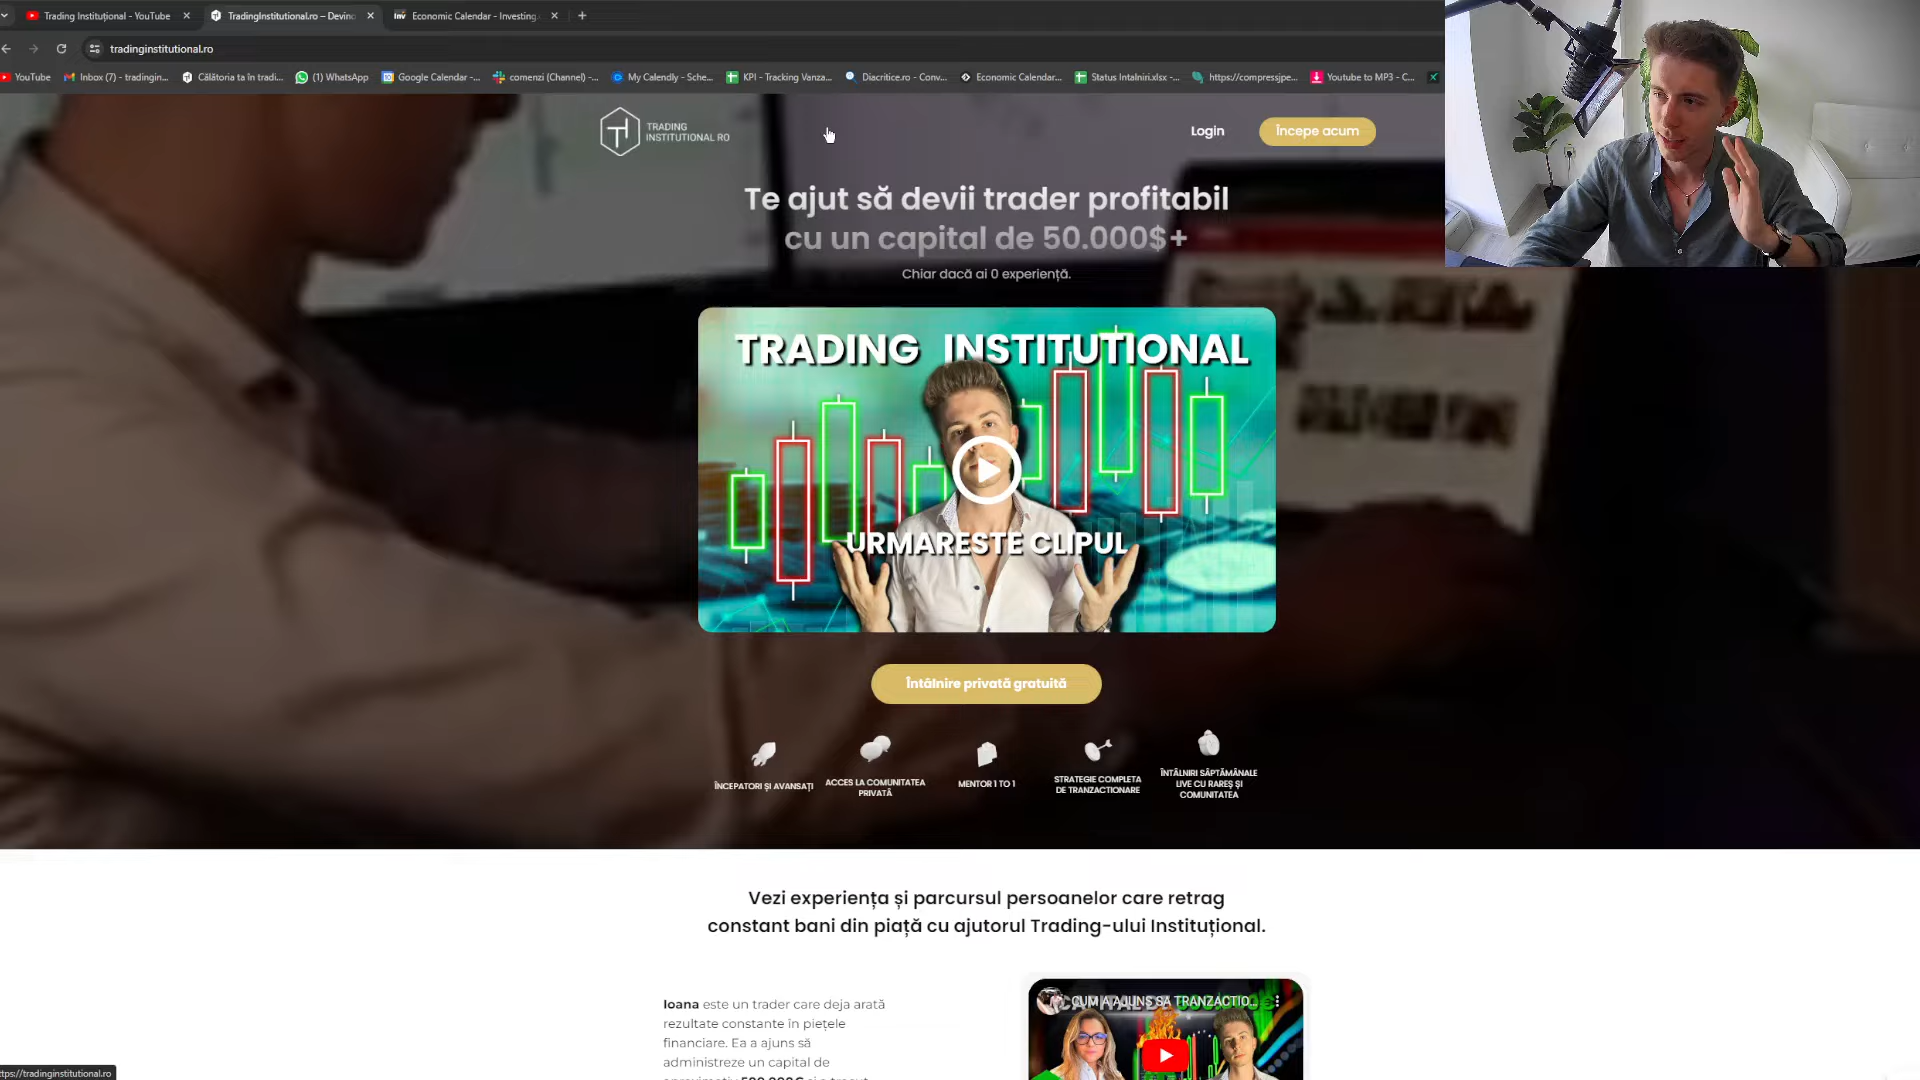 Trading Instituțional - YouTube
TradingInstitutional.ro – Devino
Economic Calendar - Investing.
tradinginstitutional.ro
YouTube
Inbox (7) - tradingin...
Călătoria ta în tradi...
(1) WhatsApp
Google Calendar -...
comenzi (Channel) -...
My Calendly - Sche...
KPI - Tracking Vanza...
Diacritice.ro - Conv...
Economic Calendar...
Status Intalniri.xlsx -...
https://compressjpe...
Youtube to MP3 - C...
TRADING
INSTITUTIONAL RO
Login
Începe acum
Te ajut să devii trader profitabil
cu un capital de 50.000$+
Chiar dacă ai 0 experiență.
TRADING INSTITUTIONAL
URMARESTE CLIPUL
Întâlnire privată gratuită
ÎNCEPATORI ȘI AVANSAȚI
ACCES LA COMUNITATEA
PRIVATĂ
MENTOR 1 TO 1
STRATEGIE COMPLETA
DE TRANZACTIONARE
ÎNTÂLNIRI SĂPTĂMÂNALE
LIVE CU RAREȘ ȘI
COMUNITATEA
Vezi experiența și parcursul persoanelor care retrag
constant bani din piață cu ajutorul Trading-ului Instituțional.
Ioana este un trader care deja arată
rezultate constante în piețele
financiare. Ea a ajuns să
administreze un capital de
CUM A AJUNS SĂ TRANZACȚIO...
ttps://tradinginstitutional.ro